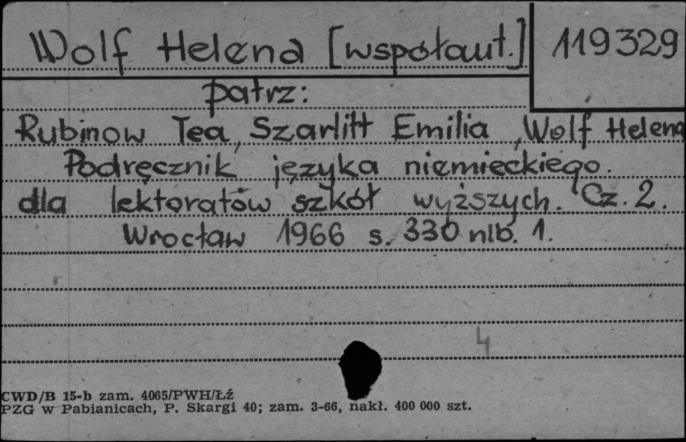 Wolf Helena [współaut.]
119329
patrz:
Rubinow Tea, Szarlitt Emilia, Wolf Helena
Podręcznik języka niemieckiego.
dla lektoratów szkół wyższych. Cz. 2.
Wrocław 1966 s. 330 nlb. 1.
4
CWD/B 15-b zam. 4065/PWH/Łź
PZG w Pabianicach, P. Skargi 40; zam. 3-66, nakł. 400 000 szt.